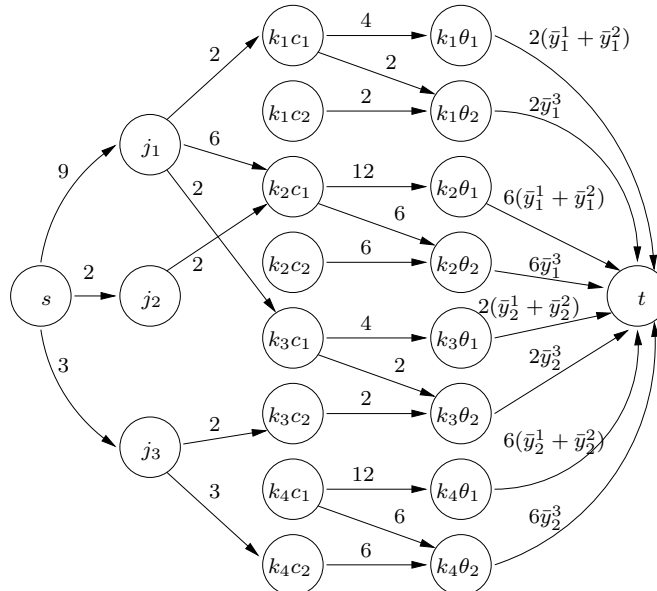 k₁c₁ 4 k₁θ₁ 2(ȳ₁¹ + ȳ₁²)
2 2
k₁c₂ 2 k₁θ₂ 2ȳ₁³
j₁ 6
9 12
k₂c₁ k₂θ₁ 6(ȳ₁¹ + ȳ₁²)
2 6
2 k₂c₂ 6 k₂θ₂ 6ȳ₁³
s 2 j₂ t
2(ȳ₂¹ + ȳ₂²)
k₃c₁ 4 k₃θ₁
3 2 2ȳ₂³
2 k₃c₂ 2 k₃θ₂
j₃ 6(ȳ₂¹ + ȳ₂²)
3 k₄c₁ 12 k₄θ₁
6 6ȳ₂³
k₄c₂ 6 k₄θ₂